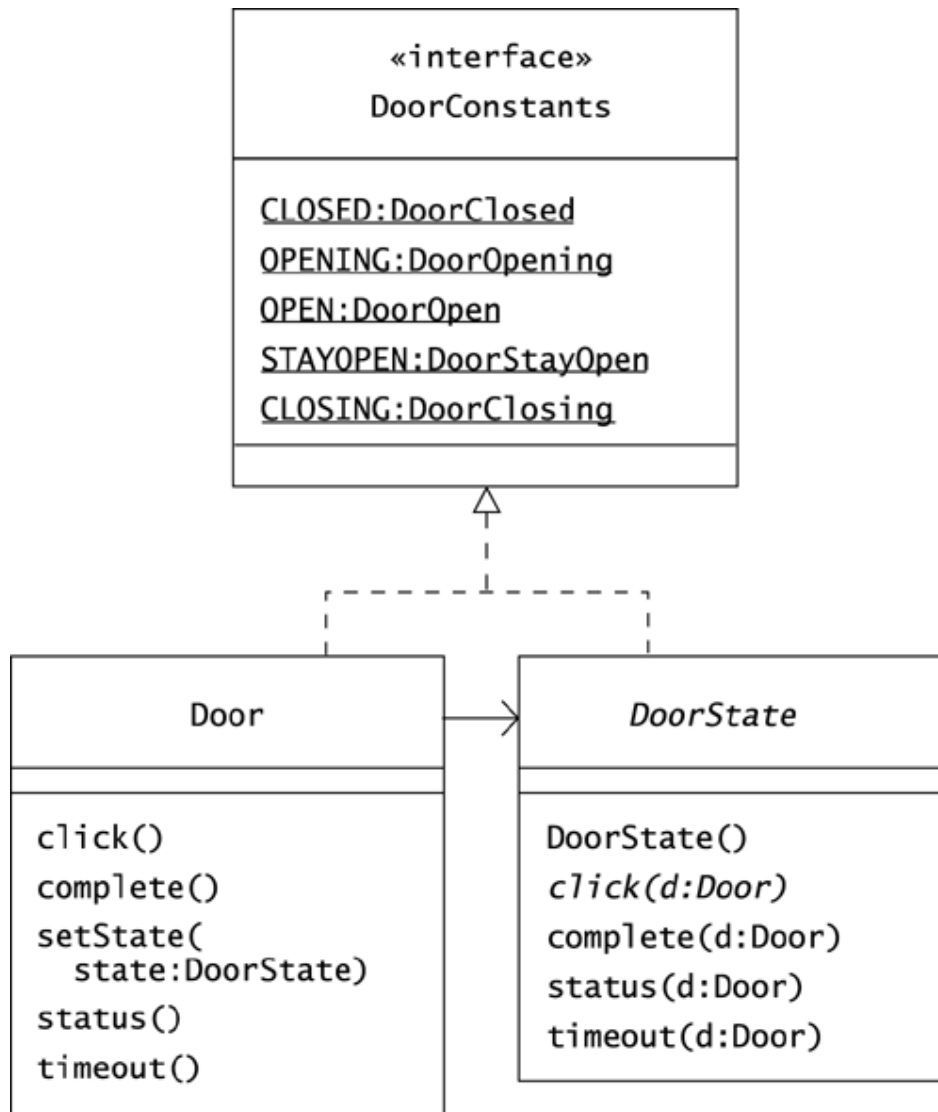 «interface»
DoorConstants
CLOSED:DoorClosed
OPENING:DoorOpening
OPEN:DoorOpen
STAYOPEN:DoorStayOpen
CLOSING:DoorClosing
Door
click()
complete()
setState(
state:DoorState)
status()
timeout()
DoorState
DoorState()
click(d:Door)
complete(d:Door)
status(d:Door)
timeout(d:Door)